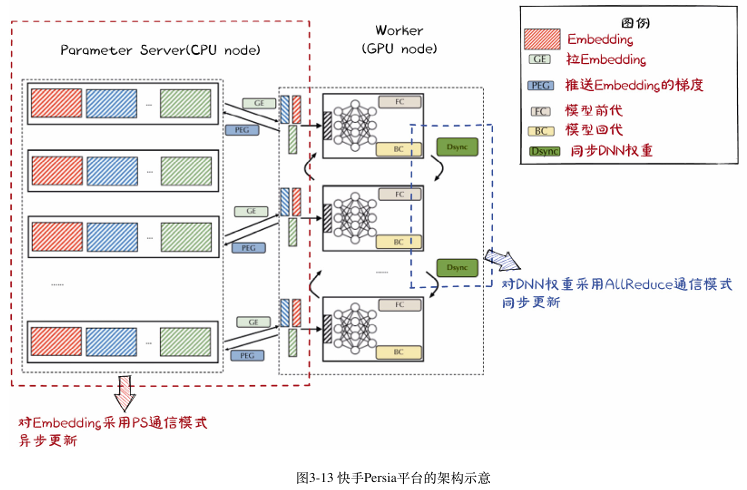 Parameter Server(CPU node)
Worker
(GPU node)
图例
Embedding
GE 拉Embedding
PEG 推送Embedding的梯度
FC 模型前代
BC 模型回代
Dsync 同步DNN权重
...
GE
PEG
FC
BC
Dsync
...
...
GE
PEG
FC
BC
......
......
Dsync
...
GE
PEG
FC
BC
对DNN权重采用AllReduce通信模式
同步更新
对Embedding采用PS通信模式
异步更新
图3-13 快手Persia平台的架构示意